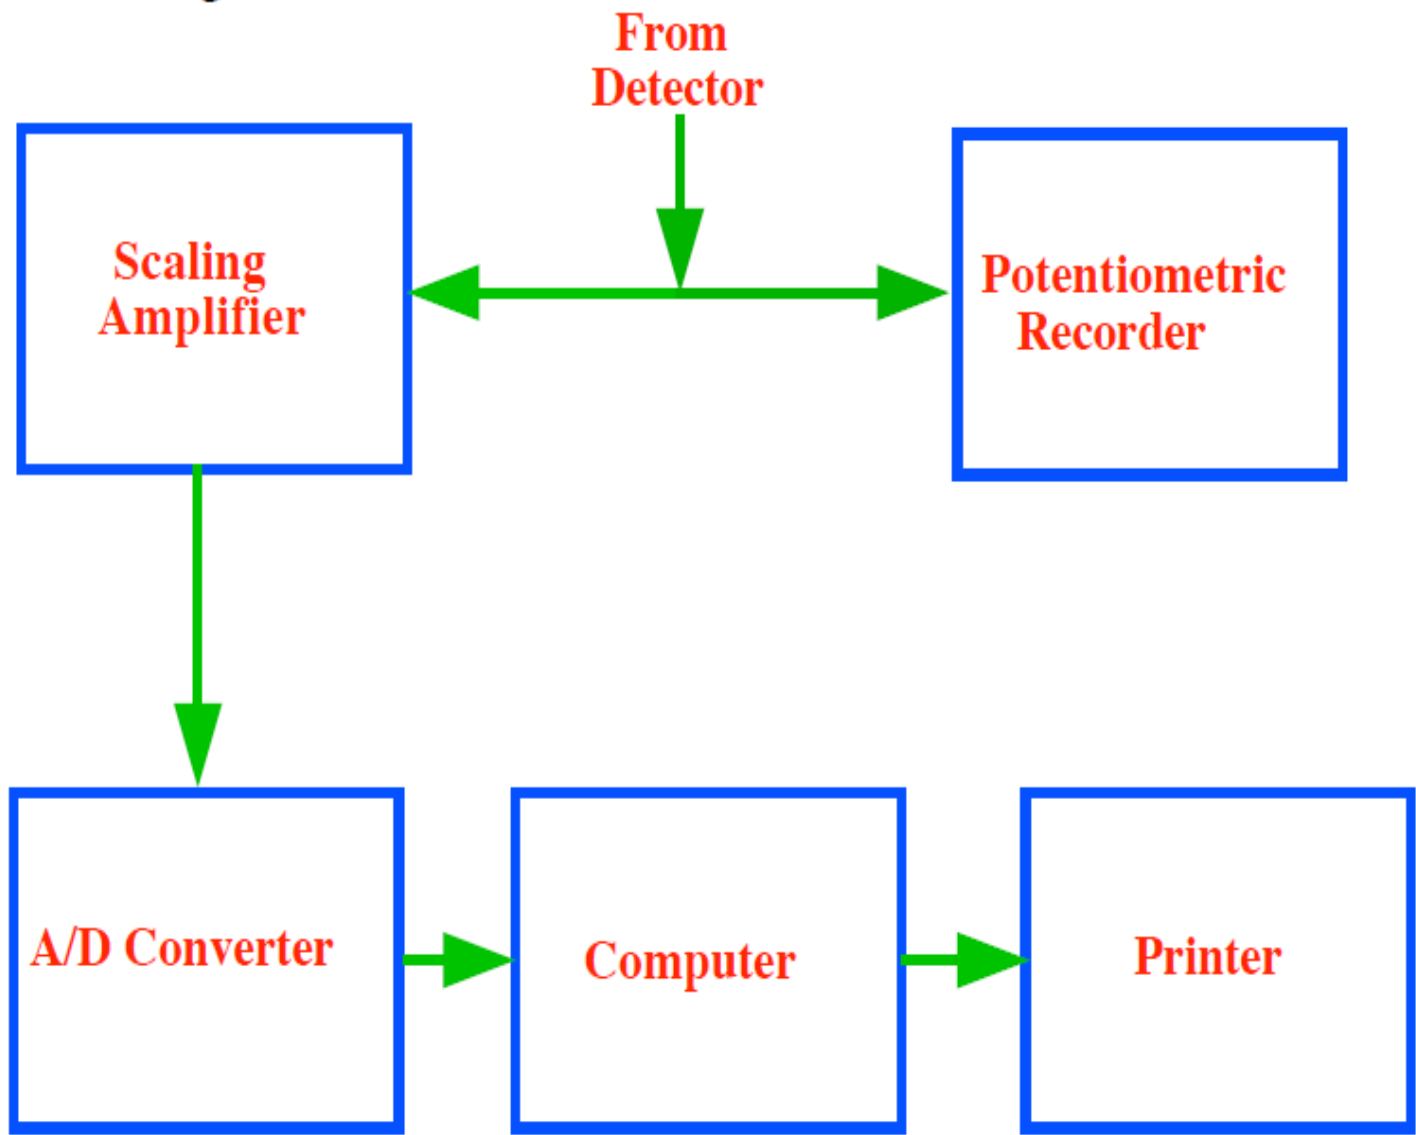 From
Detector
Scaling
Amplifier
Potentiometric
Recorder
A/D Converter
Computer
Printer